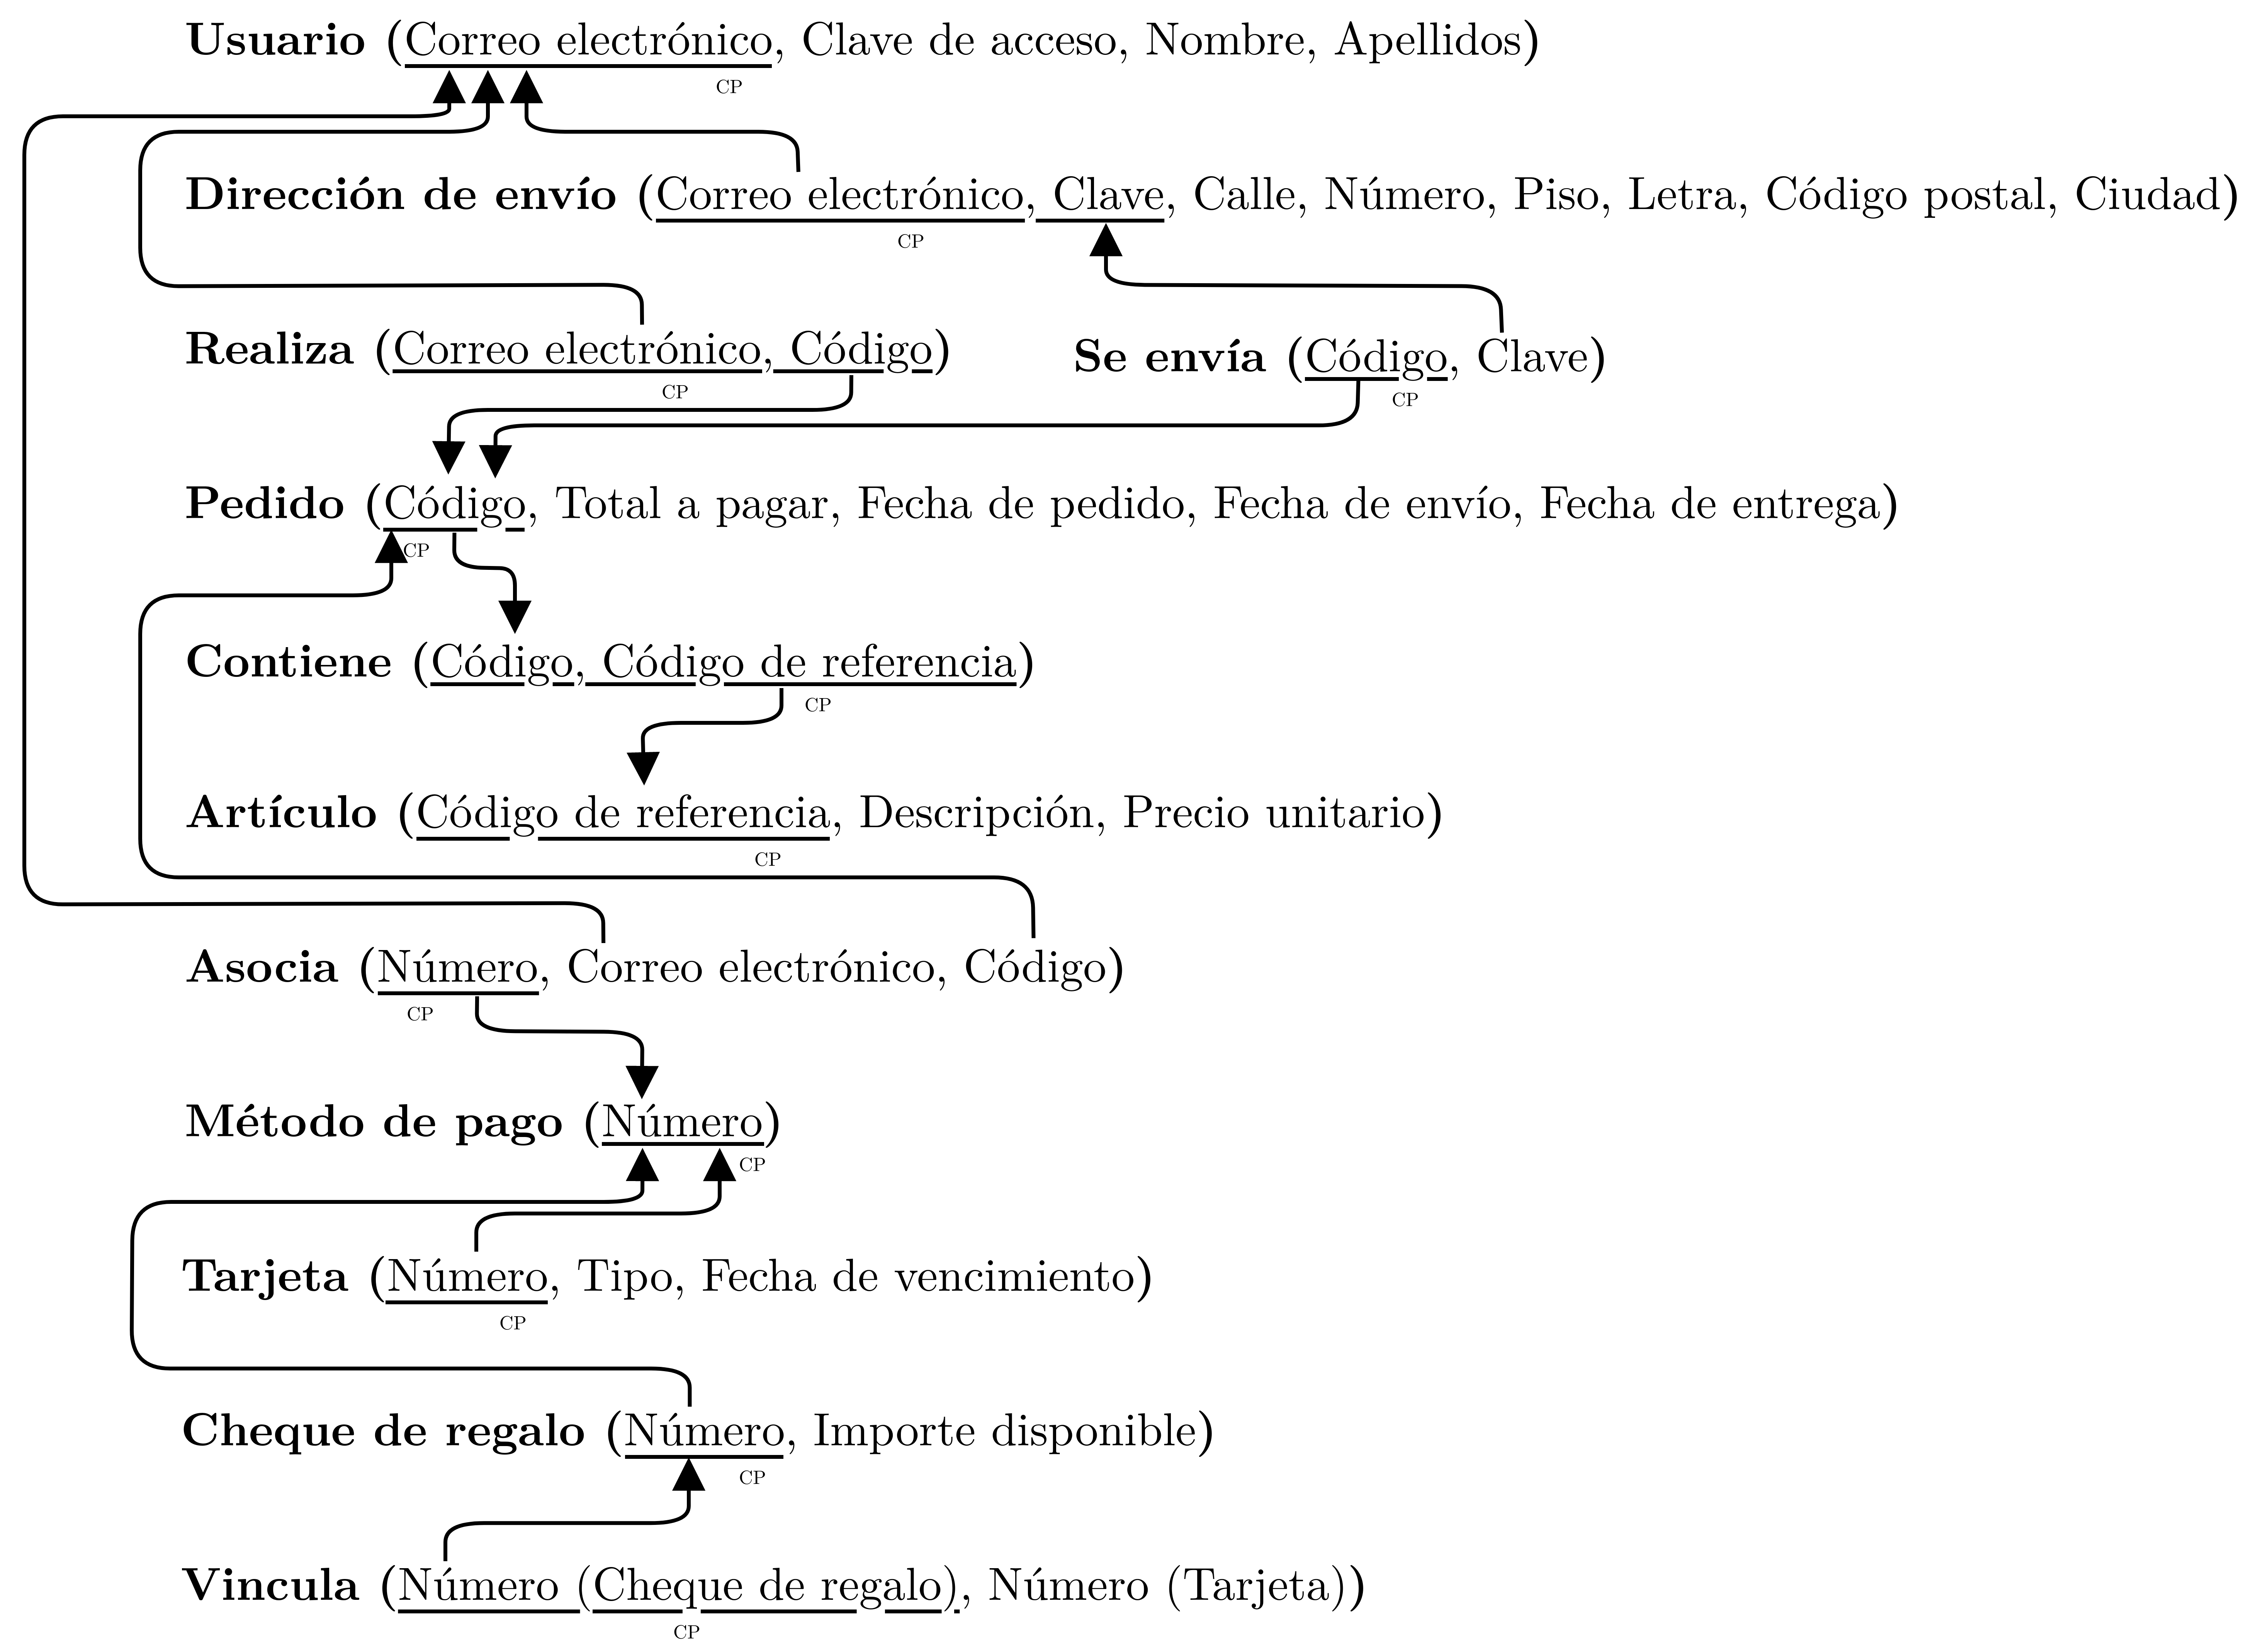 Usuario (Correo electrónico, Clave de acceso, Nombre, Apellidos)
CP
Dirección de envío (Correo electrónico, Clave, Calle, Número, Piso, Letra, Código postal, Ciudad)
CP
Realiza (Correo electrónico, Código)
CP
Se envía (Código, Clave)
CP
Pedido (Código, Total a pagar, Fecha de pedido, Fecha de envío, Fecha de entrega)
CP
Contiene (Código, Código de referencia)
CP
Artículo (Código de referencia, Descripción, Precio unitario)
CP
Asocia (Número, Correo electrónico, Código)
CP
Método de pago (Número)
CP
Tarjeta (Número, Tipo, Fecha de vencimiento)
CP
Cheque de regalo (Número, Importe disponible)
CP
Vincula (Número (Cheque de regalo), Número (Tarjeta))
CP